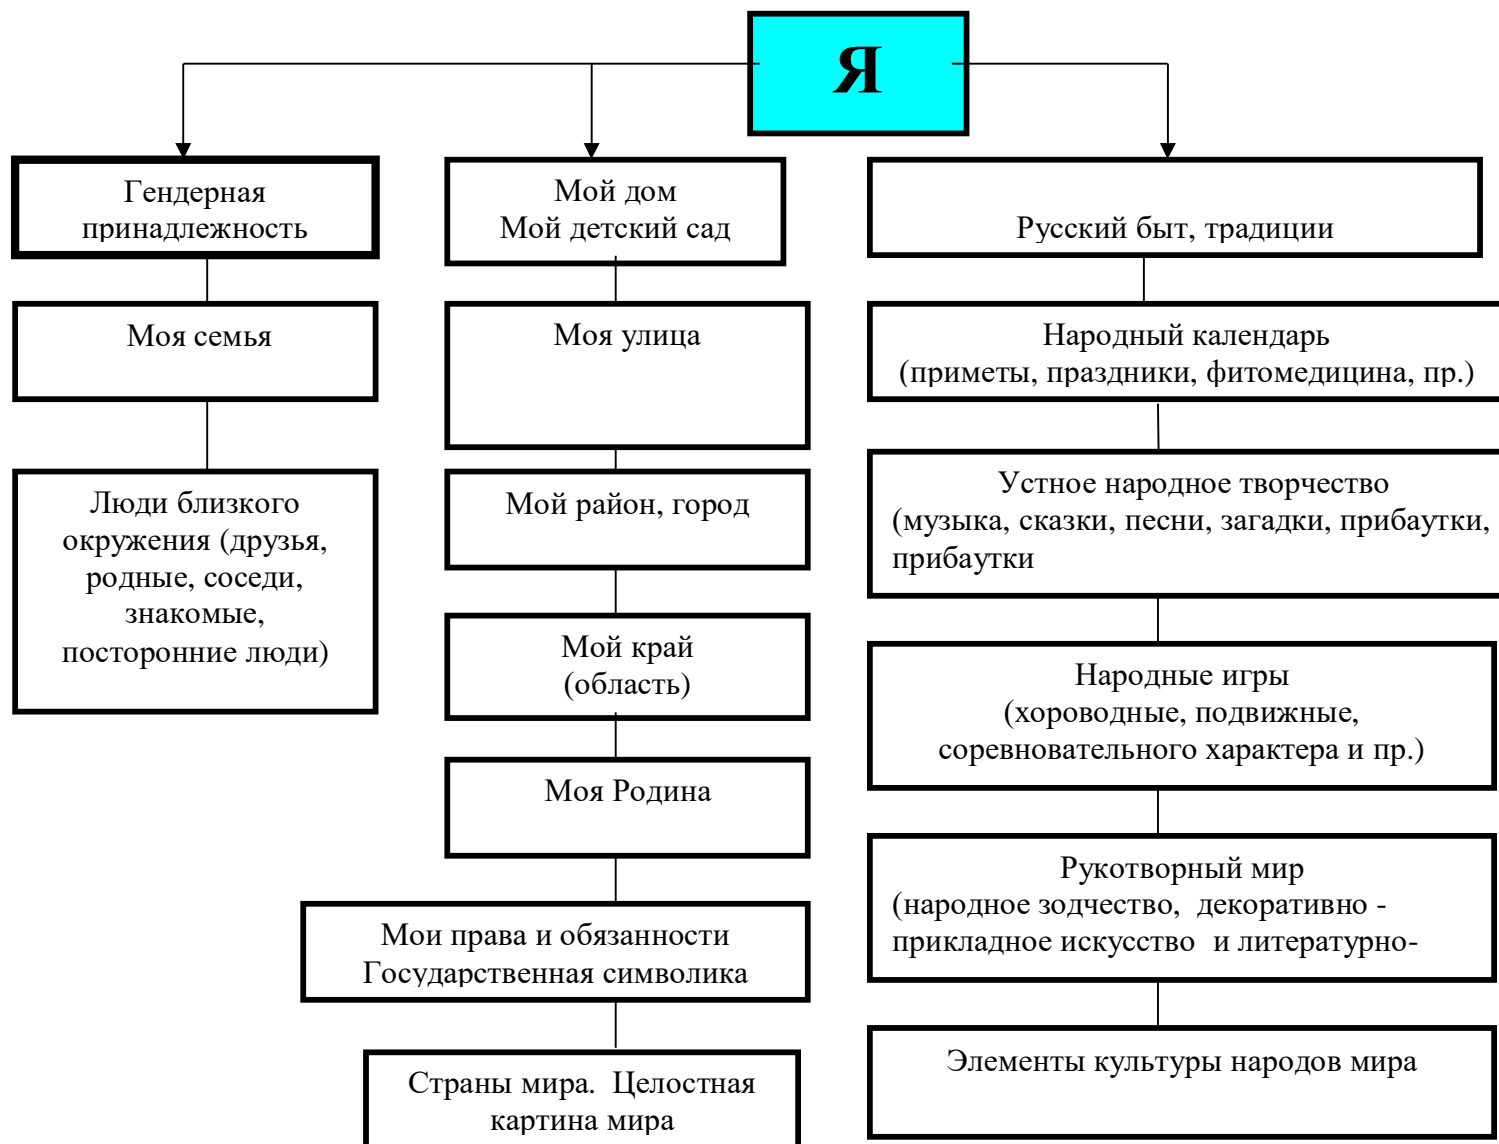 Я
Гендерная
принадлежность
Моя семья
Люди близкого
окружения (друзья,
родные, соседи,
знакомые,
посторонние люди)
Мой дом
Мой детский сад
Моя улица
Мой район, город
Мой край
(область)
Моя Родина
Мои права и обязанности
Государственная символика
Страны мира.  Целостная
картина мира
Русский быт, традиции
Народный календарь
(приметы, праздники, фитомедицина, пр.)
Устное народное творчество
(музыка, сказки, песни, загадки, прибаутки,
прибаутки
Народные игры
(хороводные, подвижные,
соревновательного характера и пр.)
Рукотворный мир
(народное зодчество,  декоративно -
прикладное искусство  и литературно-
Элементы культуры народов мира